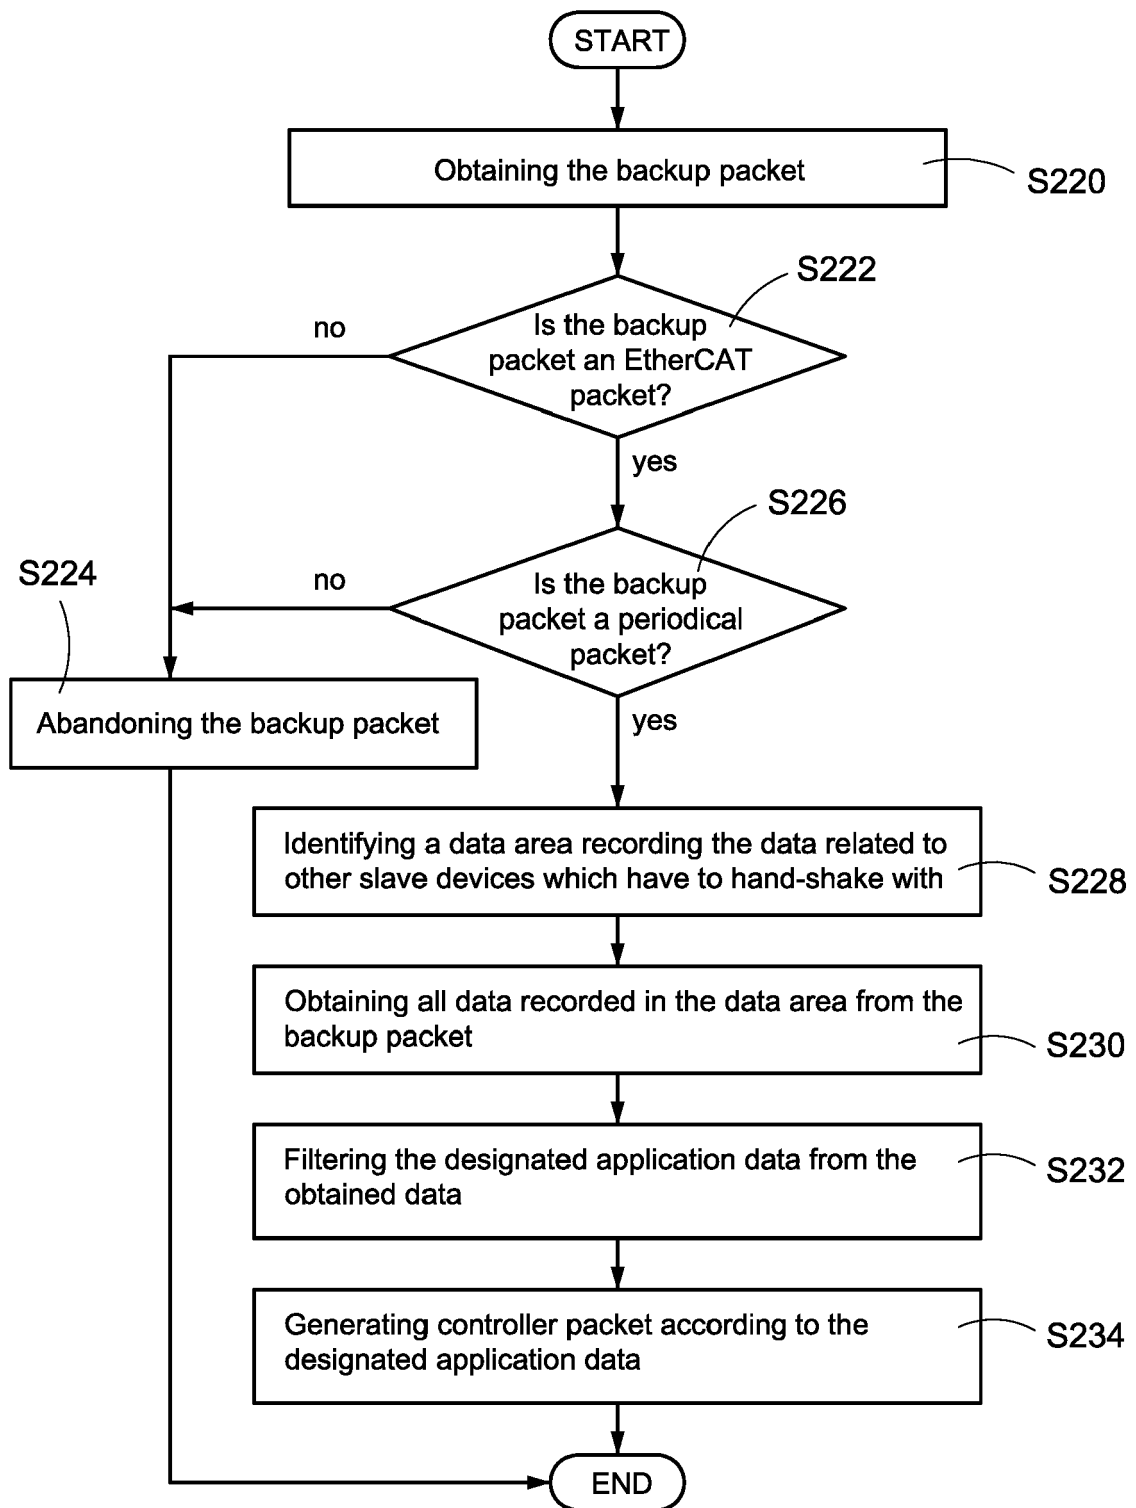 START
Obtaining the backup packet
S220
S222
Is the backup
packet an EtherCAT
packet?
no
yes
S226
Is the backup
packet a periodical
packet?
no
S224
Abandoning the backup packet
yes
Identifying a data area recording the data related to
other slave devices which have to hand-shake with
S228
Obtaining all data recorded in the data area from the
backup packet
S230
Filtering the designated application data from the
obtained data
S232
Generating controller packet according to the
designated application data
S234
END